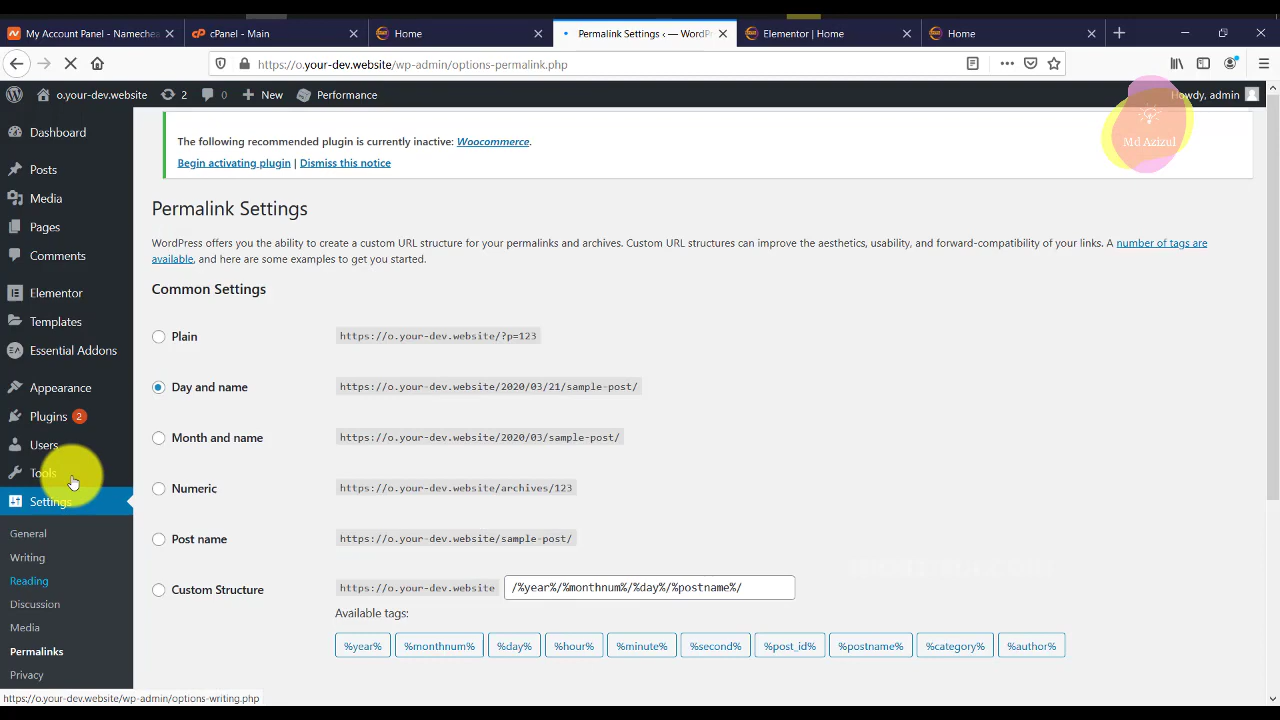 My Account Panel - Namechea
cPanel - Main
Home
Permalink Settings ‹ — WordPr
Elementor | Home
Home
https://o.your-dev.website/wp-admin/options-permalink.php
o.your-dev.website
2
0
New
Performance
Howdy, admin
Md Azizul
Dashboard
Posts
Media
Pages
Comments
Elementor
Templates
Essential Addons
Appearance
Plugins 2
Users
Tools
Settings
General
Writing
Reading
Discussion
Media
Permalinks
Privacy
The following recommended plugin is currently inactive: Woocommerce.
Begin activating plugin | Dismiss this notice
Permalink Settings
WordPress offers you the ability to create a custom URL structure for your permalinks and archives. Custom URL structures can improve the aesthetics, usability, and forward-compatibility of your links. A number of tags are
available, and here are some examples to get you started.
Common Settings
Plain https://o.your-dev.website/?p=123
Day and name https://o.your-dev.website/2020/03/21/sample-post/
Month and name https://o.your-dev.website/2020/03/sample-post/
Numeric https://o.your-dev.website/archives/123
Post name https://o.your-dev.website/sample-post/
Custom Structure https://o.your-dev.website /%year%/%monthnum%/%day%/%postname%/
Available tags:
%year% %monthnum% %day% %hour% %minute% %second% %post_id% %postname% %category% %author%
https://o.your-dev.website/wp-admin/options-writing.php